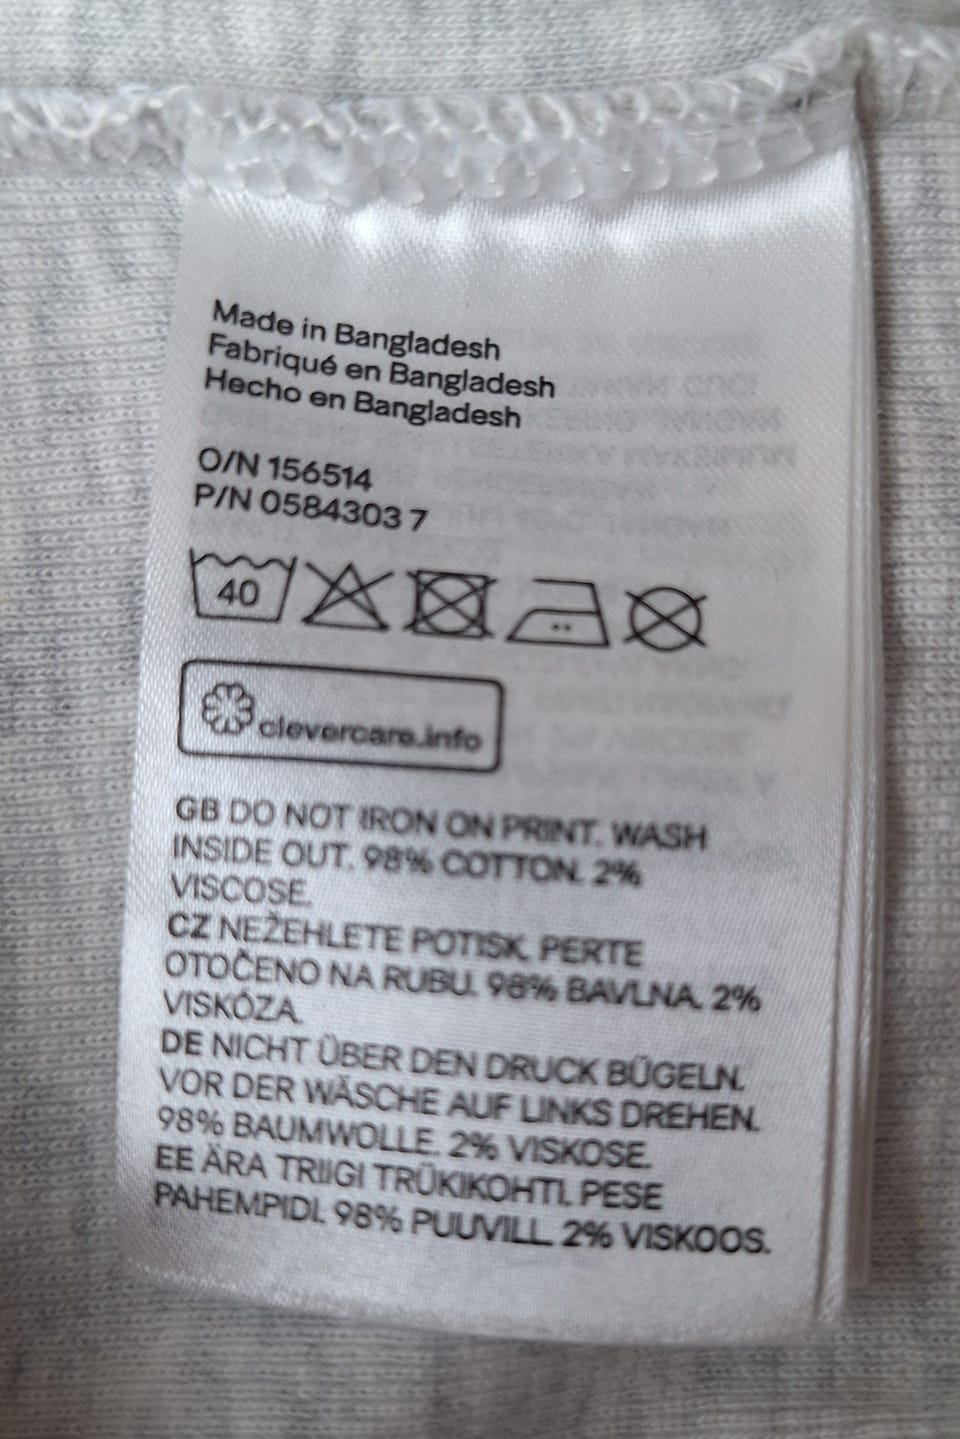 Made in Bangladesh
Fabriqué en Bangladesh
Hecho en Bangladesh
O/N 156514
P/N 0584303 7
40
clevercare.info
GB DO NOT IRON ON PRINT. WASH
INSIDE OUT. 98% COTTON. 2%
VISCOSE.
CZ NEŽEHLETE POTISK. PERTE
OTOČENO NA RUBU. 98% BAVLNA. 2%
VISKÓZA.
DE NICHT ÜBER DEN DRUCK BÜGELN.
VOR DER WÄSCHE AUF LINKS DREHEN.
98% BAUMWOLLE. 2% VISKOSE.
EE ÄRA TRIIGI TRÜKIKOHTI. PESE
PAHEMPIDI. 98% PUUVILL. 2% VISKOOS.